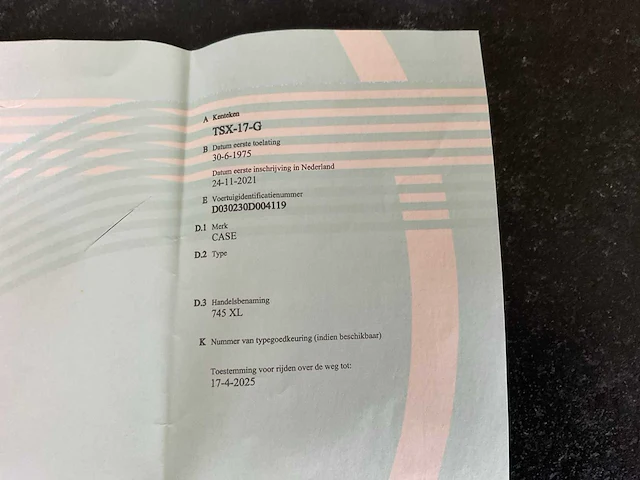 A Kenteken
TSX-17-G
B Datum eerste toelating
30-6-1975
Datum eerste inschrijving in Nederland
24-11-2021
E Voertuigidentificatienummer
D030230D004119
D.1 Merk
CASE
D.2 Type
D.3 Handelsbenaming
745 XL
K Nummer van typegoedkeuring (indien beschikbaar)
Toestemming voor rijden over de weg tot:
17-4-2025